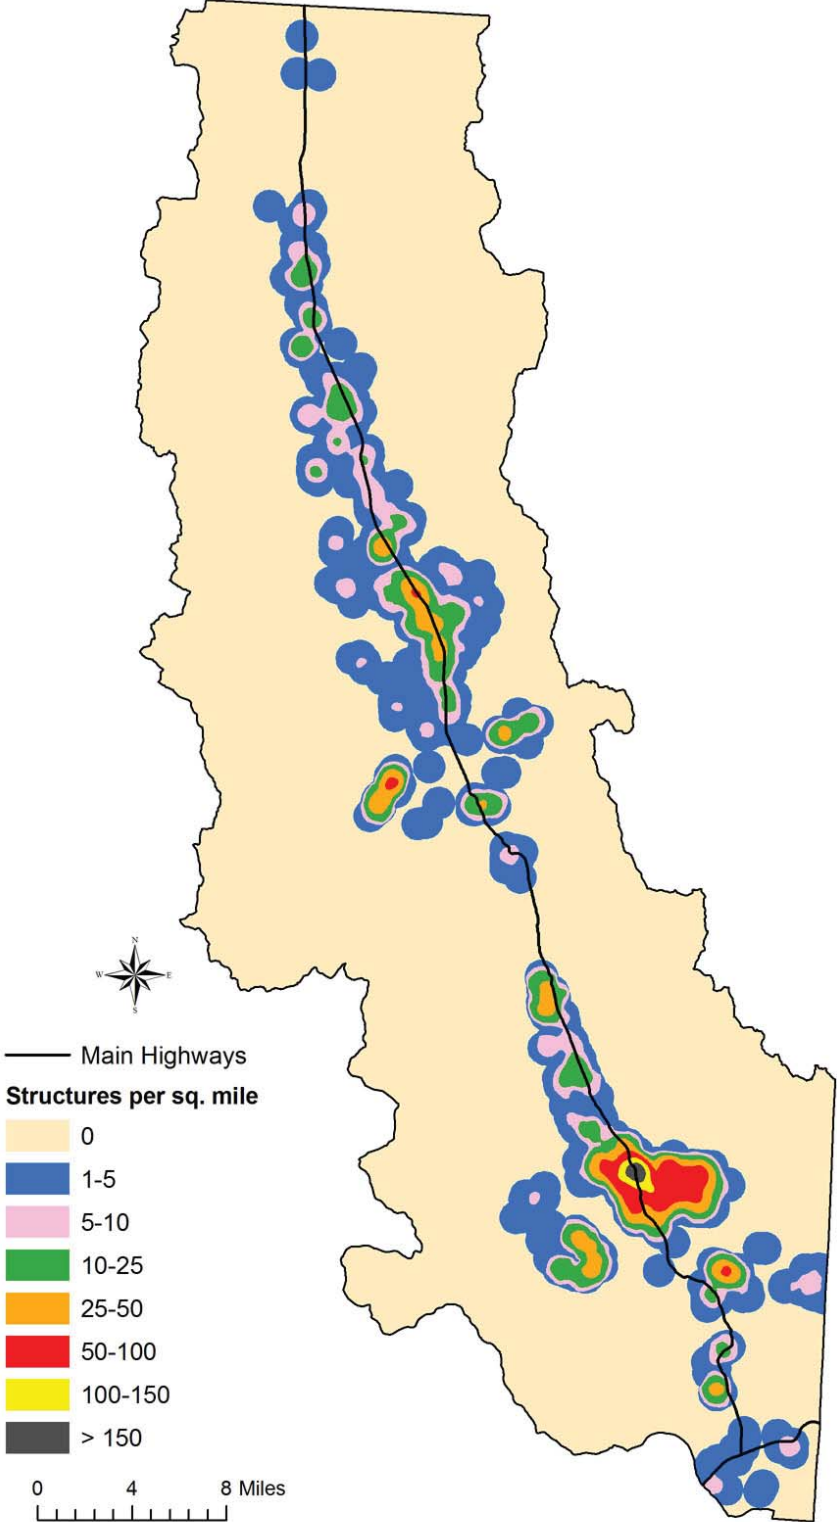 N
W E
S
Main Highways
Structures per sq. mile
0
1-5
5-10
10-25
25-50
50-100
100-150
> 150
0 4 8 Miles